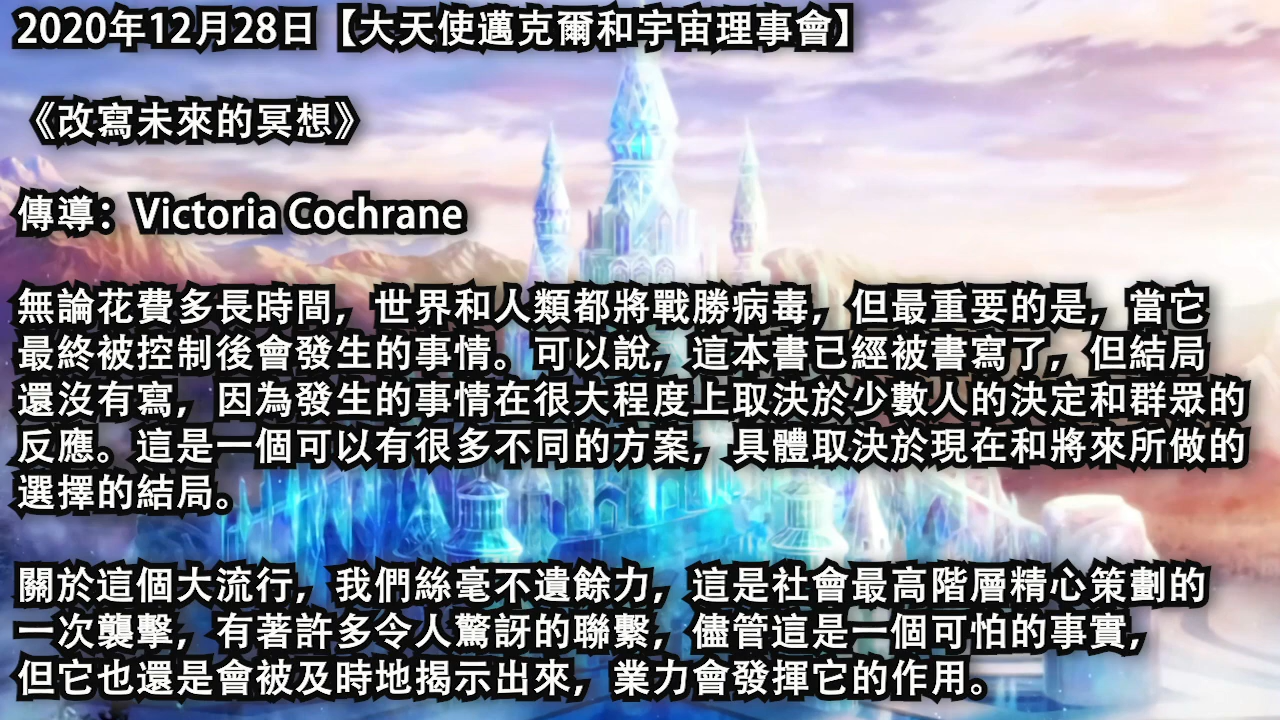 2020年12月28日【大天使邁克爾和宇宙理事會】
《改寫未來的冥想》
傳導：Victoria Cochrane
無論花費多長時間，世界和人類都將戰勝病毒，但最重要的是，當它
最終被控制後會發生的事情。可以說，這本書已經被書寫了，但結局
還沒有寫，因為發生的事情在很大程度上取決於少數人的決定和群眾的
反應。這是一個可以有很多不同的方案，具體取決於現在和將來所做的
選擇的結局。
關於這個大流行，我們絲毫不遺餘力，這是社會最高階層精心策劃的
一次襲擊，有著許多令人驚訝的聯繫，儘管這是一個可怕的事實，
但它也還是會被及時地揭示出來，業力會發揮它的作用。